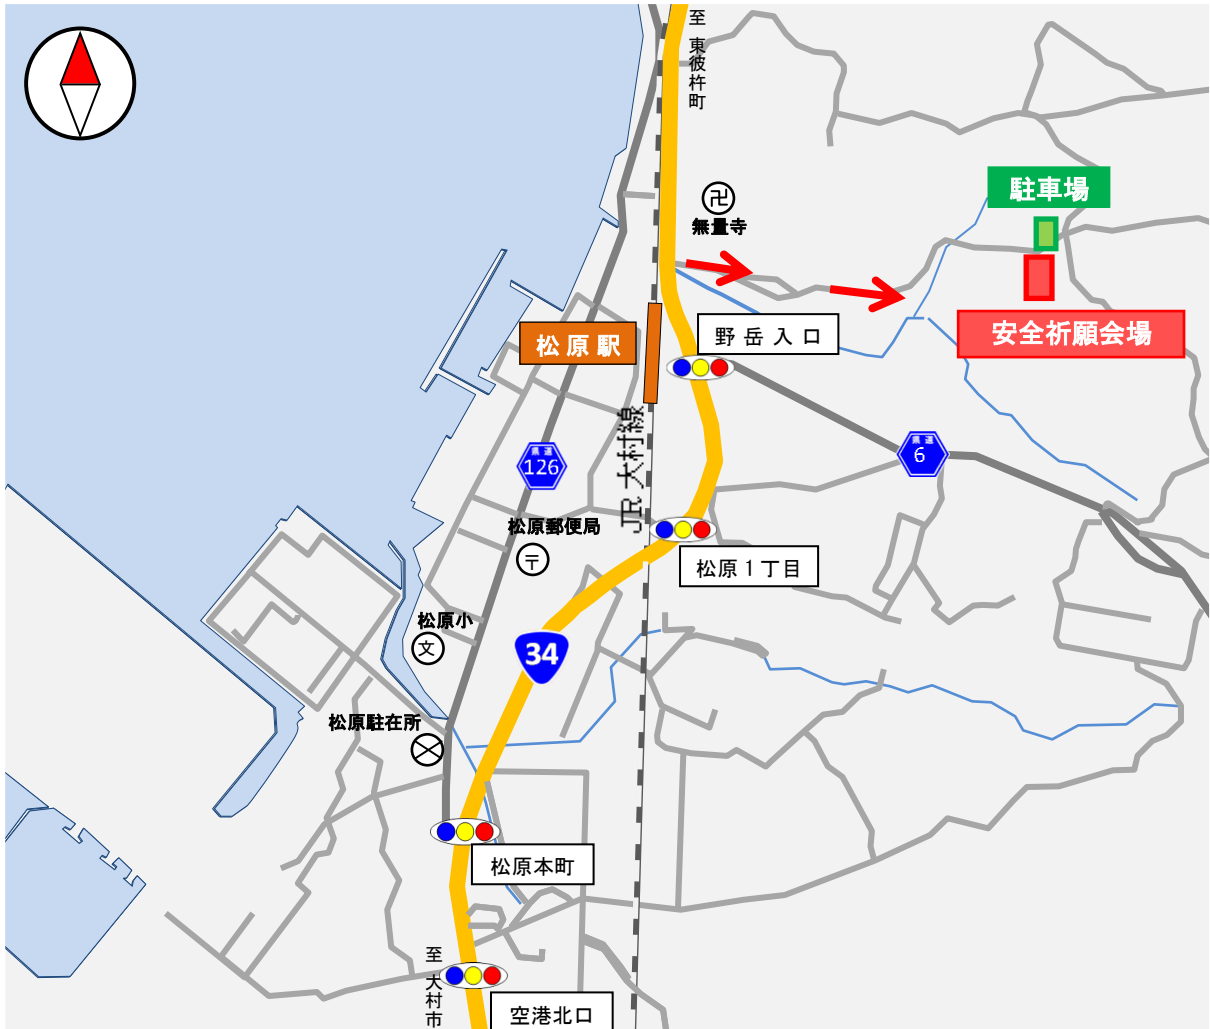 至 東彼杵町
卍
無量寺
駐車場
安全祈願会場
野岳入口
松原駅
JR 大村線
県道
126
県道
6
松原郵便局
〒
松原1丁目
松原小
文
34
松原駐在所
松原本町
至 大村市
空港北口